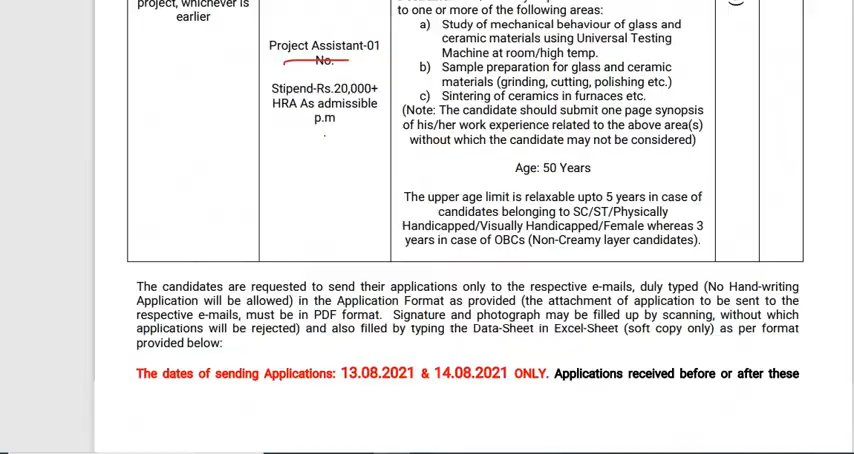 project, whichever is
earlier
Project Assistant-01
No.
Stipend-Rs.20,000+
HRA As admissible
p.m
.
to one or more of the following areas:
a) Study of mechanical behaviour of glass and
ceramic materials using Universal Testing
Machine at room/high temp.
b) Sample preparation for glass and ceramic
materials (grinding, cutting, polishing etc.)
c) Sintering of ceramics in furnaces etc.
(Note: The candidate should submit one page synopsis
of his/her work experience related to the above area(s)
without which the candidate may not be considered)
Age: 50 Years
The upper age limit is relaxable upto 5 years in case of
candidates belonging to SC/ST/Physically
Handicapped/Visually Handicapped/Female whereas 3
years in case of OBCs (Non-Creamy layer candidates).
The candidates are requested to send their applications only to the respective e-mails, duly typed (No Hand-writing
Application will be allowed) in the Application Format as provided (the attachment of application to be sent to the
respective e-mails, must be in PDF format. Signature and photograph may be filled up by scanning, without which
applications will be rejected) and also filled by typing the Data-Sheet in Excel-Sheet (soft copy only) as per format
provided below:
The dates of sending Applications: 13.08.2021 & 14.08.2021 ONLY. Applications received before or after these